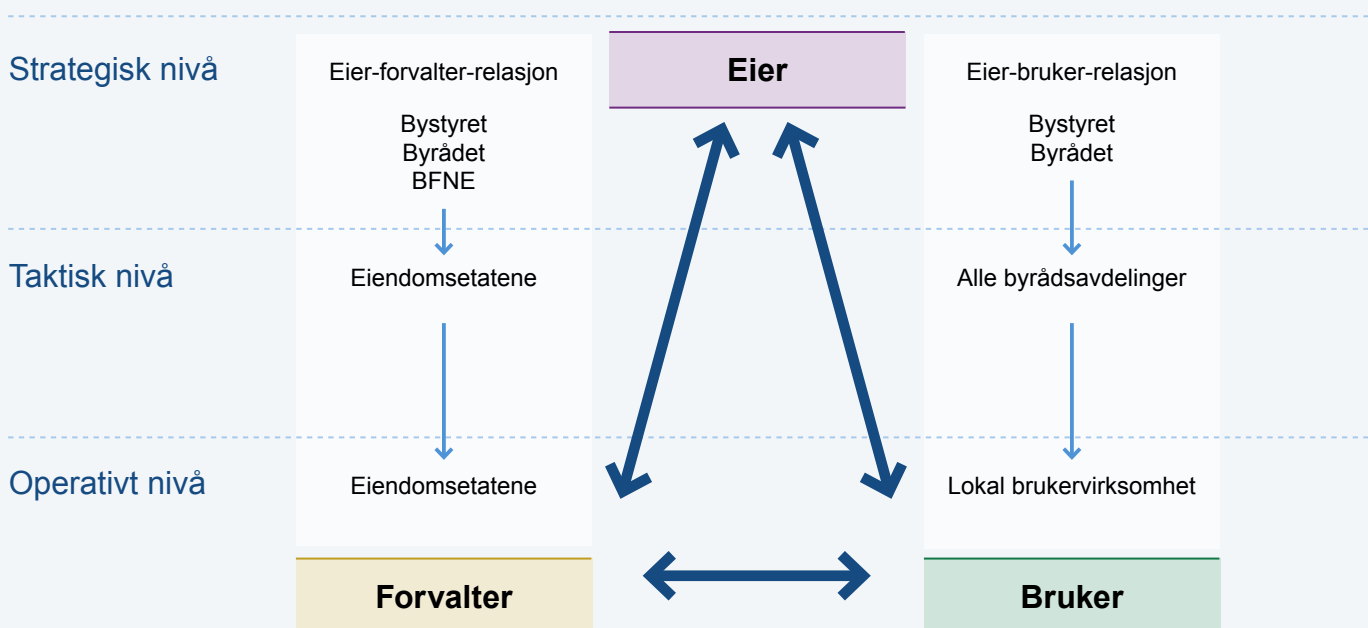 Strategisk nivå
Eier-forvalter-relasjon
Eier
Eier-bruker-relasjon
Bystyret
Byrådet
BFNE
Bystyret
Byrådet
Taktisk nivå
Eiendomsetatene
Alle byrådsavdelinger
Operativt nivå
Eiendomsetatene
Lokal brukervirksomhet
Forvalter
Bruker